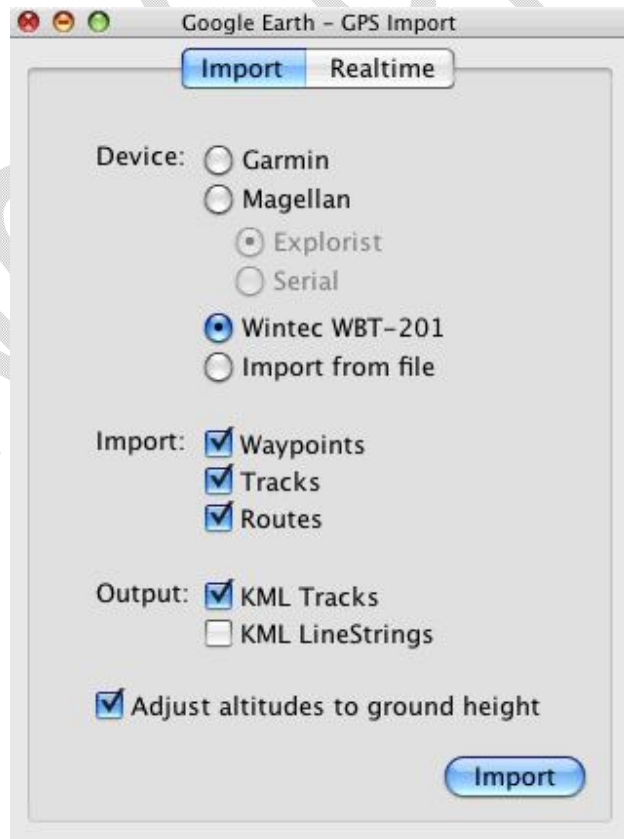 Google Earth – GPS Import
Import Realtime
Device: Garmin
Magellan
Explorist
Serial
Wintec WBT-201
Import from file
Import: Waypoints
Tracks
Routes
Output: KML Tracks
KML LineStrings
Adjust altitudes to ground height
Import